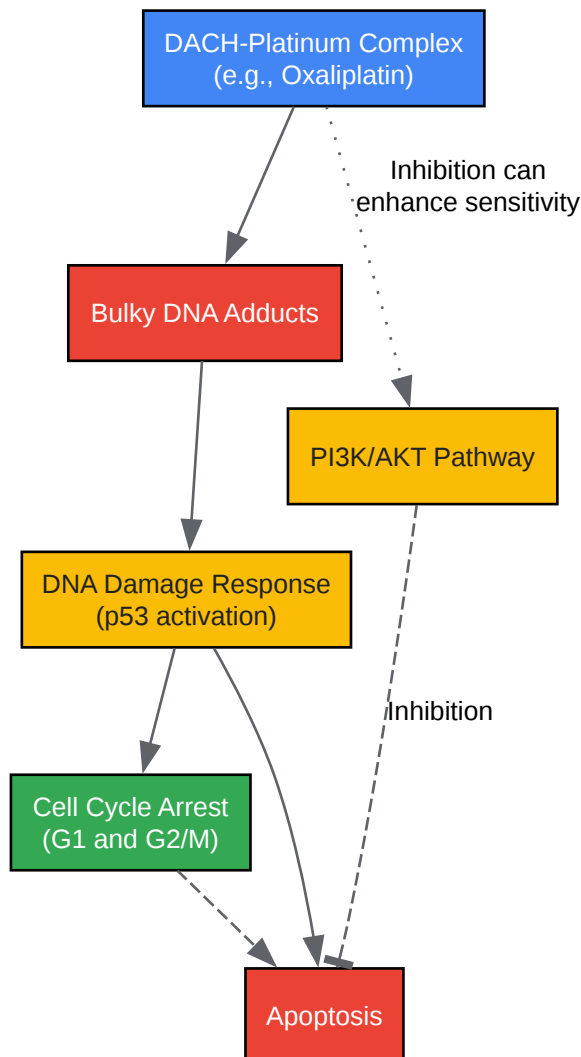 DACH-Platinum Complex
(e.g., Oxaliplatin)
Inhibition can
enhance sensitivity
Bulky DNA Adducts
PI3K/AKT Pathway
DNA Damage Response
(p53 activation)
Inhibition
Cell Cycle Arrest
(G1 and G2/M)
Apoptosis